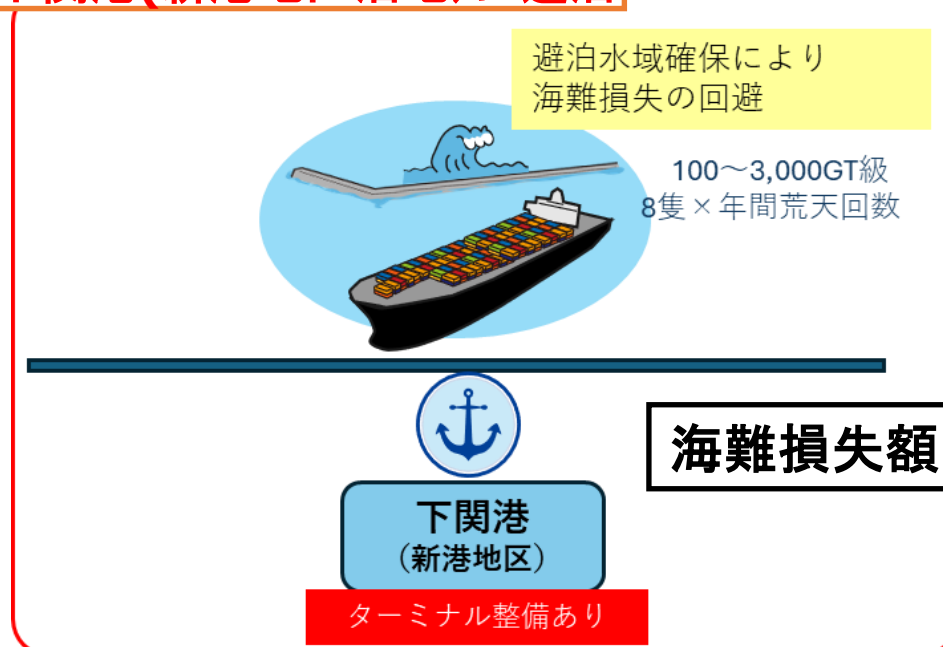 避泊水域確保により
海難損失の回避
100～3,000GT級
8隻×年間荒天回数
海難損失額
下関港
（新港地区）
ターミナル整備あり